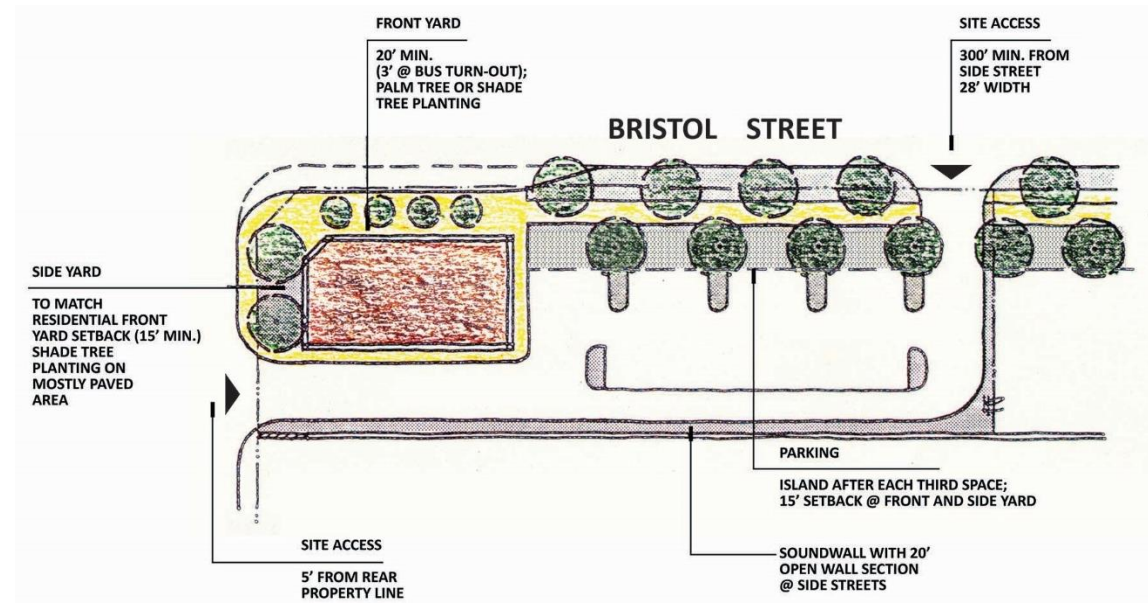 FRONT YARD
20’ MIN.
(3’ @ BUS TURN-OUT);
PALM TREE OR SHADE
TREE PLANTING
SITE ACCESS
300’ MIN. FROM
SIDE STREET
28’ WIDTH
BRISTOL STREET
SIDE YARD
TO MATCH
RESIDENTIAL FRONT
YARD SETBACK (15’ MIN.)
SHADE TREE
PLANTING ON
MOSTLY PAVED
AREA
PARKING
ISLAND AFTER EACH THIRD SPACE;
15’ SETBACK @ FRONT AND SIDE YARD
SITE ACCESS
5’ FROM REAR
PROPERTY LINE
SOUNDWALL WITH 20’
OPEN WALL SECTION
@ SIDE STREETS